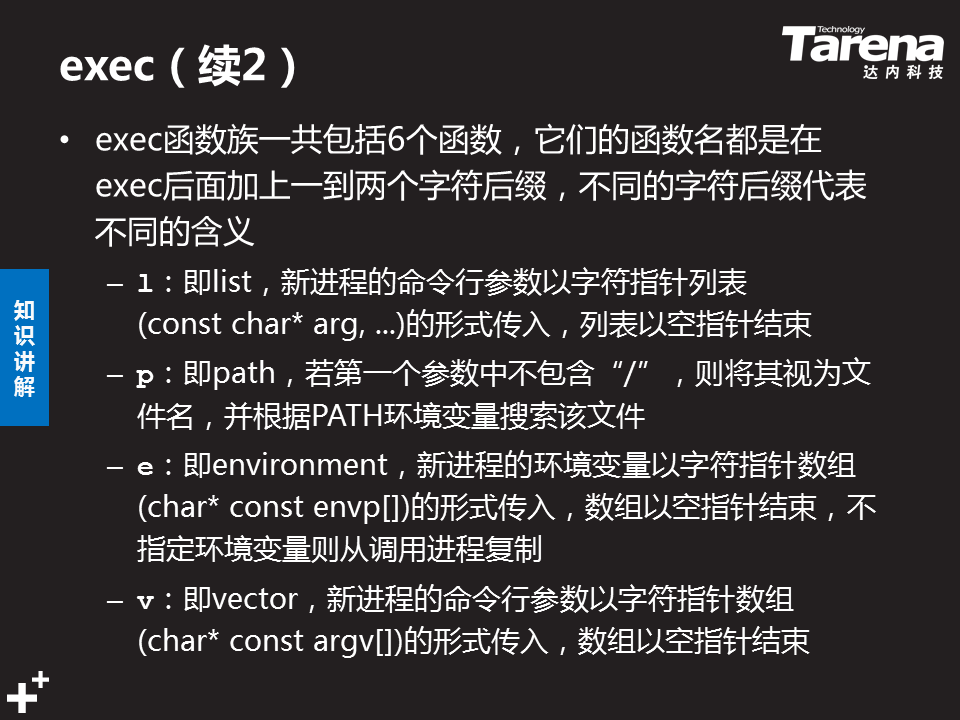 exec（续2）
Technology
Tarena
达内科技
• exec函数族一共包括6个函数，它们的函数名都是在
exec后面加上一到两个字符后缀，不同的字符后缀代表
不同的含义
知识讲解
– l：即list，新进程的命令行参数以字符指针列表
(const char* arg, ...)的形式传入，列表以空指针结束
– p：即path，若第一个参数中不包含“/”，则将其视为文
件名，并根据PATH环境变量搜索该文件
– e：即environment，新进程的环境变量以字符指针数组
(char* const envp[])的形式传入，数组以空指针结束，不
指定环境变量则从调用进程复制
– v：即vector，新进程的命令行参数以字符指针数组
(char* const argv[])的形式传入，数组以空指针结束